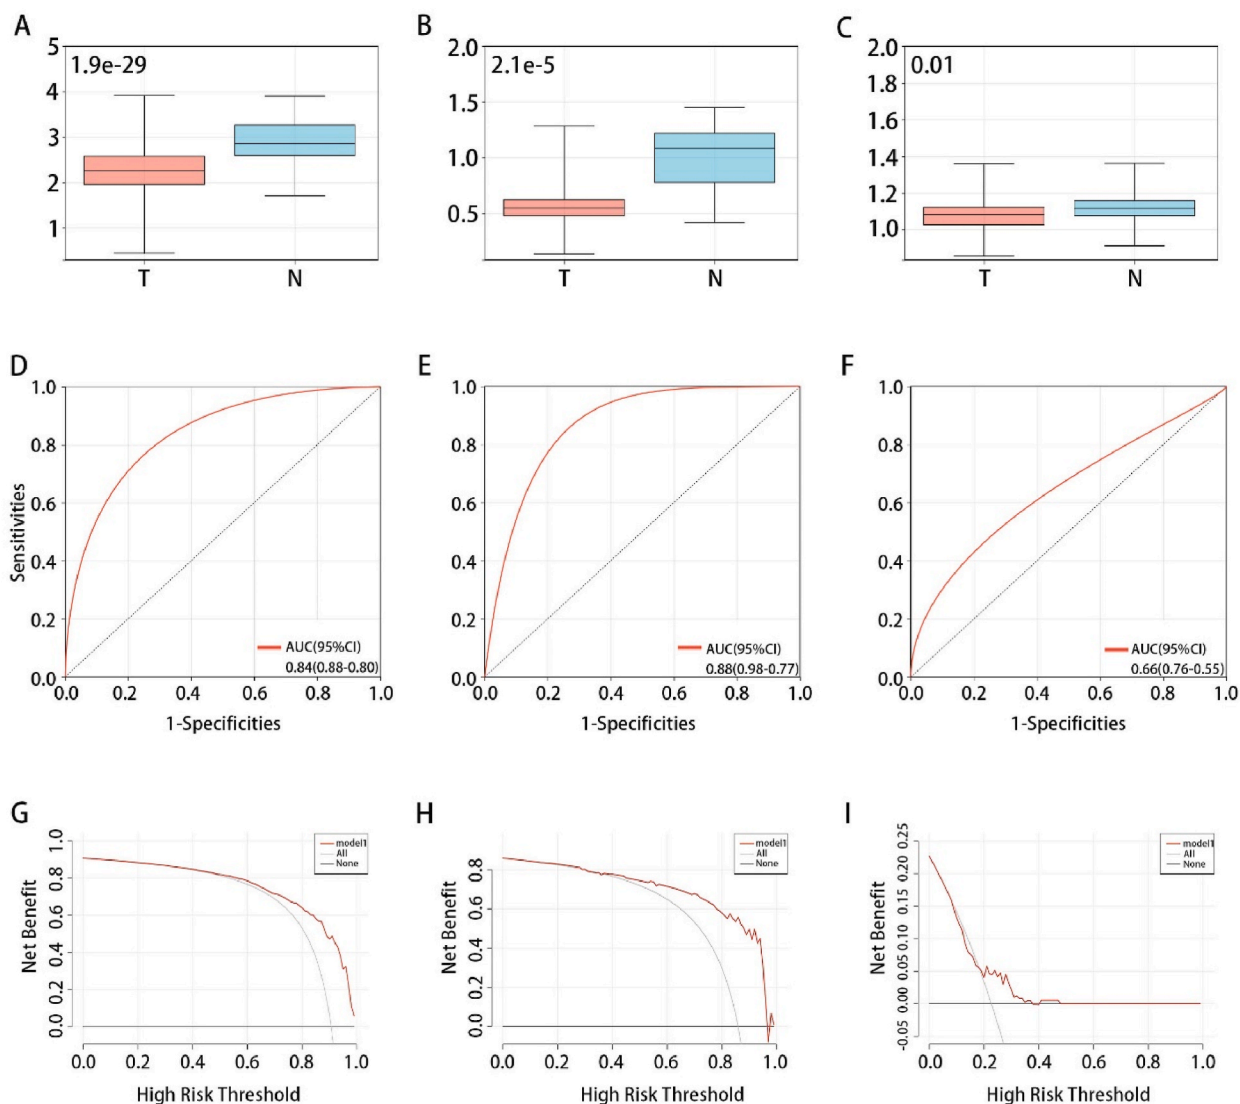 A
B
C
5
4
3
2
1
1.9e-29
T
N
2.0
1.5
1.0
0.5
2.1e-5
T
N
2.0
1.8
1.6
1.4
1.2
1.0
0.01
T
N
D
E
F
Sensitivities
1.0
0.8
0.6
0.4
0.2
0.0
AUC(95%CI)
0.84(0.88-0.80)
0.0 0.2 0.4 0.6 0.8 1.0
1-Specificities
1.0
0.8
0.6
0.4
0.2
0.0
AUC(95%CI)
0.88(0.98-0.77)
0.0 0.2 0.4 0.6 0.8 1.0
1-Specificities
1.0
0.8
0.6
0.4
0.2
0.0
AUC(95%CI)
0.66(0.76-0.55)
0.0 0.2 0.4 0.6 0.8 1.0
1-Specificities
G
H
I
Net Benefit
1.0
0.8
0.6
0.4
0.2
0.0
model1
All
None
0.0 0.2 0.4 0.6 0.8 1.0
High Risk Threshold
Net Benefit
0.8
0.6
0.4
0.2
0.0
model1
All
None
0.0 0.2 0.4 0.6 0.8 1.0
High Risk Threshold
Net Benefit
0.25
0.20
0.15
0.10
0.05
0.00
-0.05
model1
All
None
0.0 0.2 0.4 0.6 0.8 1.0
High Risk Threshold